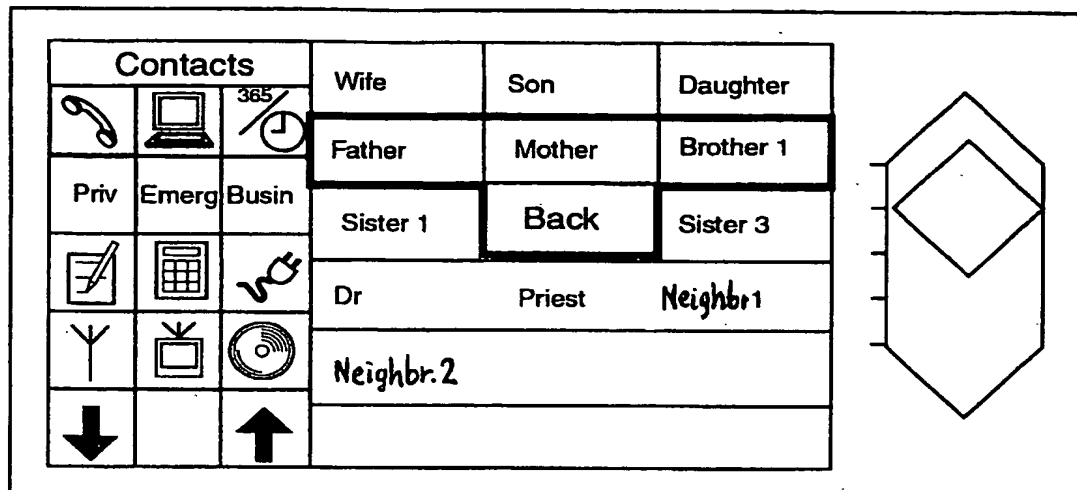 Contacts
365
Priv Emerg Busin
Wife Son Daughter
Father Mother Brother 1
Sister 1 Back Sister 3
Dr Priest Neighbr1
Neighbr.2